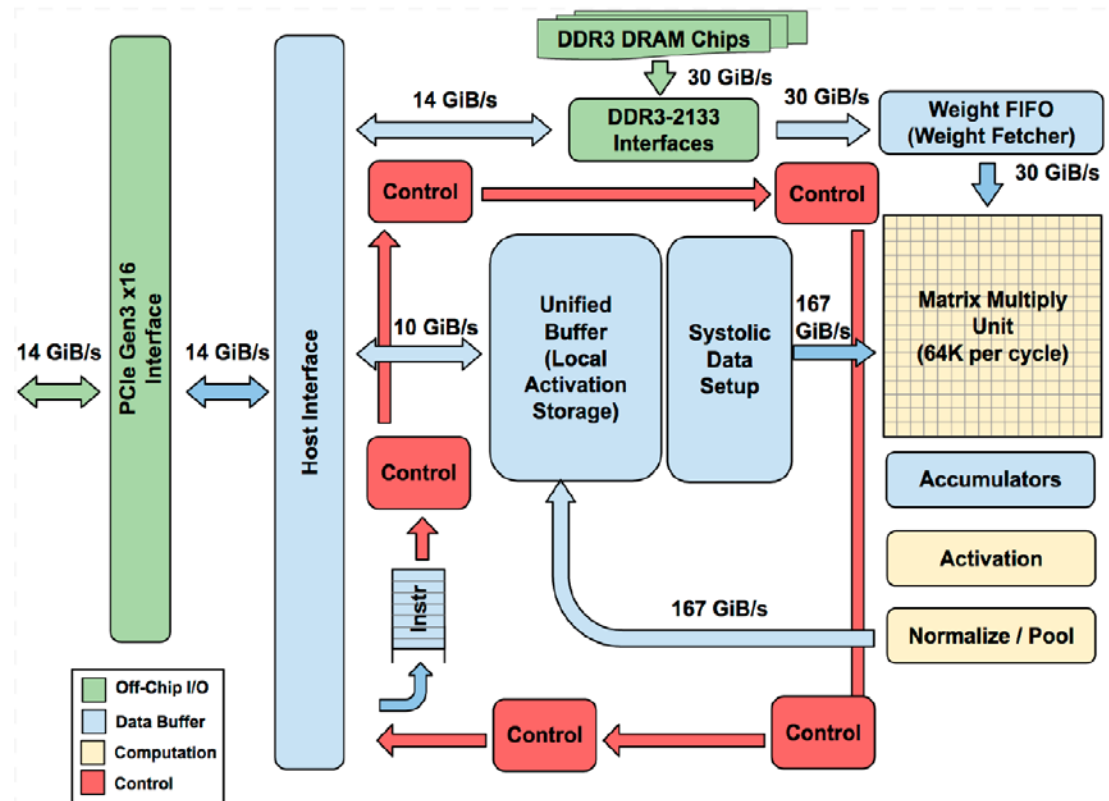 DDR3 DRAM Chips
30 GiB/s
14 GiB/s
DDR3-2133
Interfaces
30 GiB/s
Weight FIFO
(Weight Fetcher)
30 GiB/s
Control
Control
PCIe Gen3 x16
Interface
Host Interface
14 GiB/s
14 GiB/s
10 GiB/s
Unified
Buffer
(Local
Activation
Storage)
Systolic
Data
Setup
167
GiB/s
Matrix Multiply
Unit
(64K per cycle)
Control
Accumulators
Activation
Instr
167 GiB/s
Normalize / Pool
Control
Control
Off-Chip I/O
Data Buffer
Computation
Control